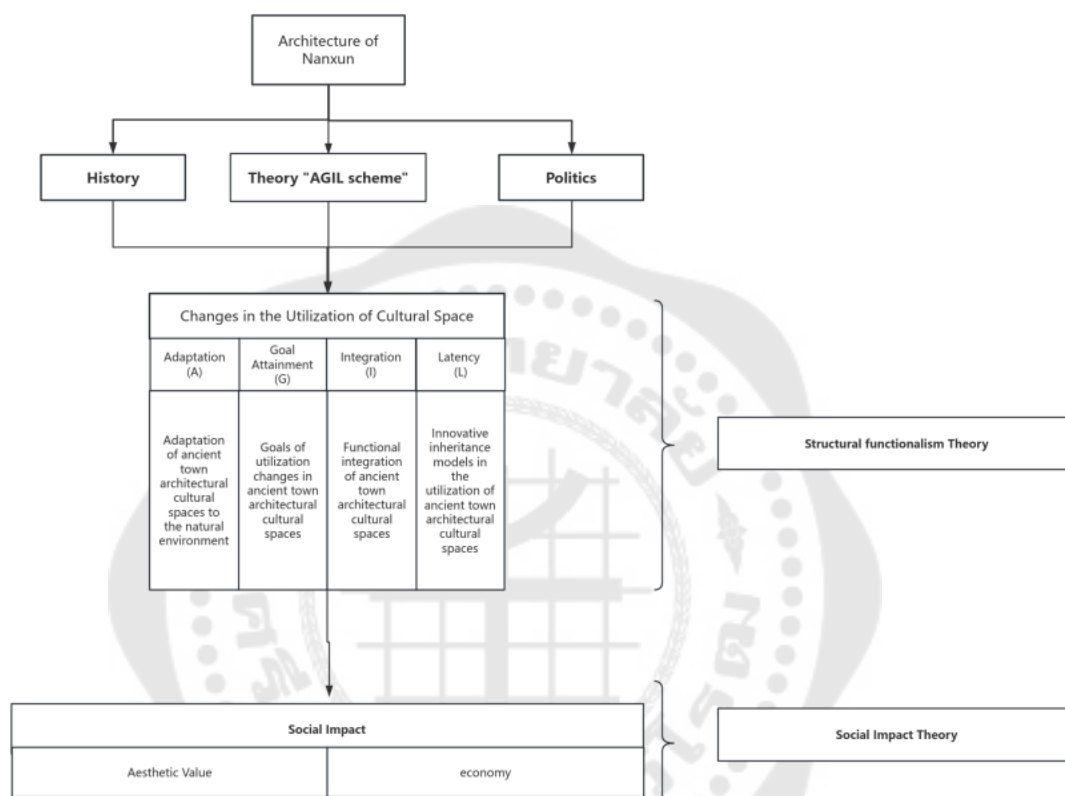 Architecture of
Nanxun
History
Theory "AGIL scheme"
Politics
Changes in the Utilization of Cultural Space
Adaptation
(A)
Goal
Attainment
(G)
Integration
(I)
Latency
(L)
Adaptation
of ancient
town
architectural
cultural
spaces to
the natural
environment
Goals of
utilization
changes in
ancient town
architectural
cultural
spaces
Functional
integration
of ancient
town
architectural
cultural
spaces
Innovative
inheritance
models in
the
utilization of
ancient town
architectural
cultural
spaces
Structural functionalism Theory
Social Impact
Aesthetic Value
economy
Social Impact Theory